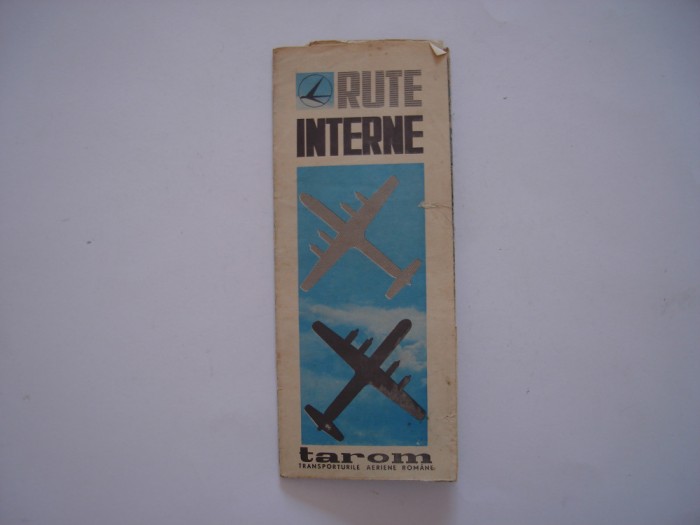 RUTE
INTERNE
tarom
TRANSPORTURILE AERIENE ROMÂNE